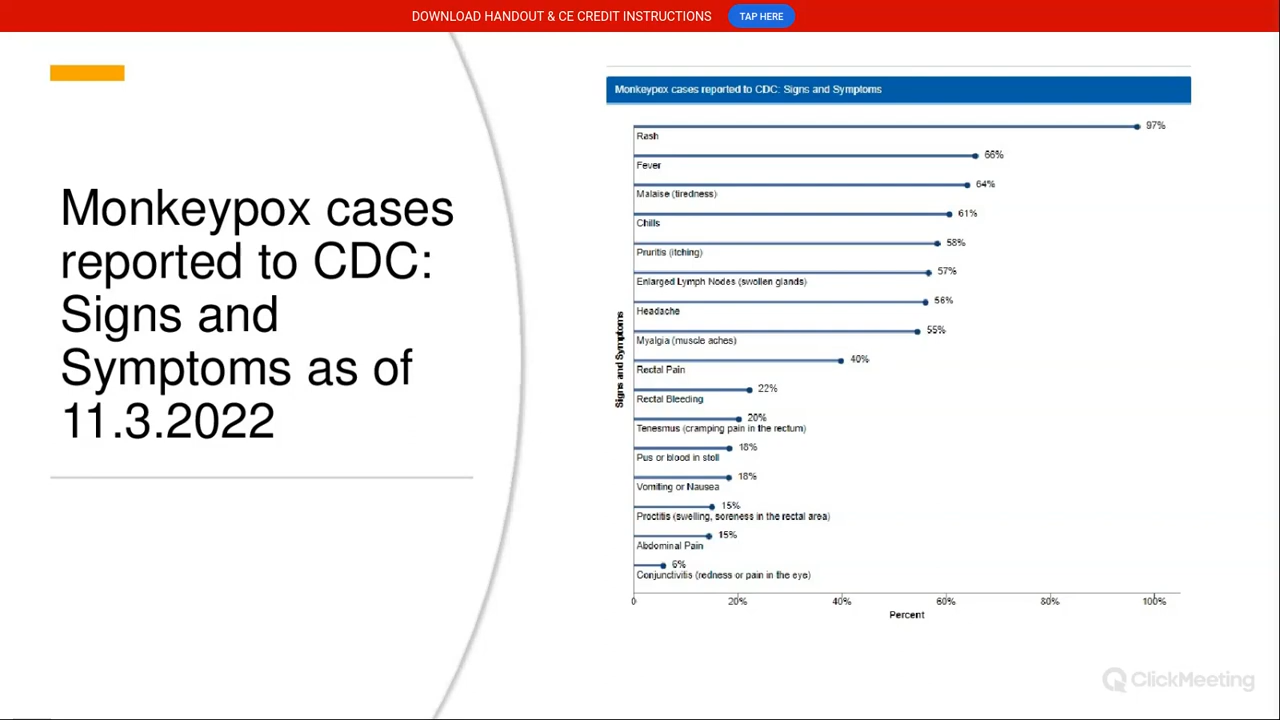 DOWNLOAD HANDOUT & CE CREDIT INSTRUCTIONS TAP HERE
Monkeypox cases
reported to CDC:
Signs and
Symptoms as of
11.3.2022
Monkeypox cases reported to CDC: Signs and Symptoms
97%
Rash
66%
Fever
64%
Malaise (tiredness)
61%
Chills
58%
Pruritis (itching)
57%
Enlarged Lymph Nodes (swollen glands)
56%
Headache
55%
Myalgia (muscle aches)
40%
Rectal Pain
22%
Rectal Bleeding
20%
Tenesmus (cramping pain in the rectum)
18%
Pus or blood in stoll
18%
Vomiting or Nausea
15%
Proctitis (swelling, soreness in the rectal area)
15%
Abdominal Pain
6%
Conjunctivitis (redness or pain in the eye)
Signs and Symptoms
0 20% 40% 60% 80% 100%
Percent
ClickMeeting